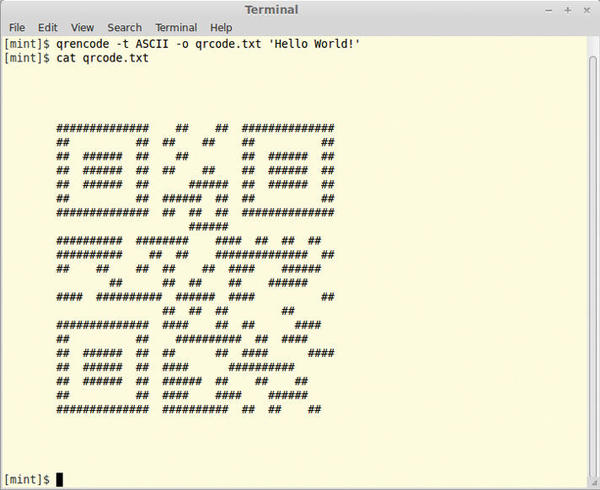 Terminal
File Edit View Search Terminal Help
[mint]$ qrencode -t ASCII -o qrcode.txt 'Hello World!'
[mint]$ cat qrcode.txt
[mint]$